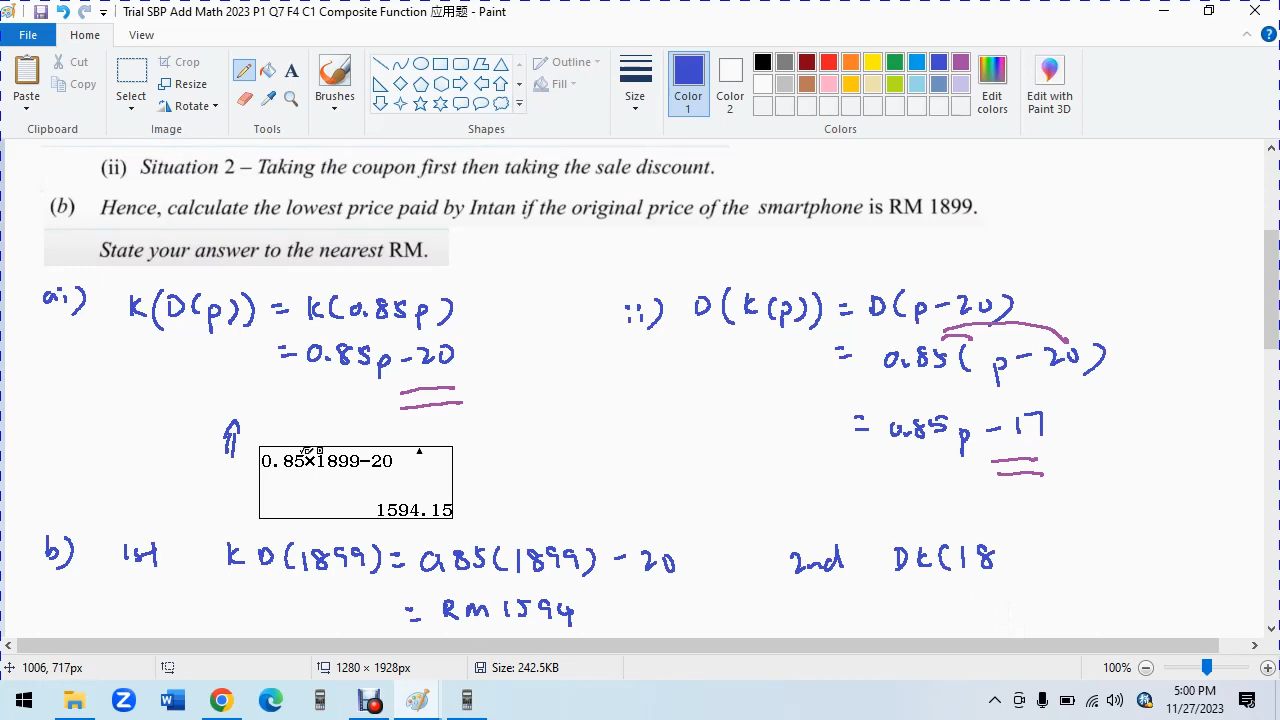 Trial SBP Add Math 2023 P1 Q7 F4 C1 Composite Function 应用题 - Paint
File Home View
Paste Cut Copy Clipboard
Select Crop Resize Rotate Image
A Tools
Brushes
Outline Fill Shapes
Size
Color 1 Color 2 Edit colors Colors
Edit with Paint 3D
(ii) Situation 2 – Taking the coupon first then taking the sale discount.
(b) Hence, calculate the lowest price paid by Intan if the original price of the smartphone is RM 1899.
State your answer to the nearest RM.
ai) K(D(p)) = K(0.85p)
= 0.85p - 20
ii) D(K(p)) = D(p-20)
= 0.85(p - 20)
= 0.85p - 17
0.85×1899-20
1594.15
b) 1st KD(1899) = 0.85(1899) - 20
= RM 1594
2nd DK(18
1006, 717px 1280 × 1928px Size: 242.5KB 100%
5:00 PM
11/27/2023